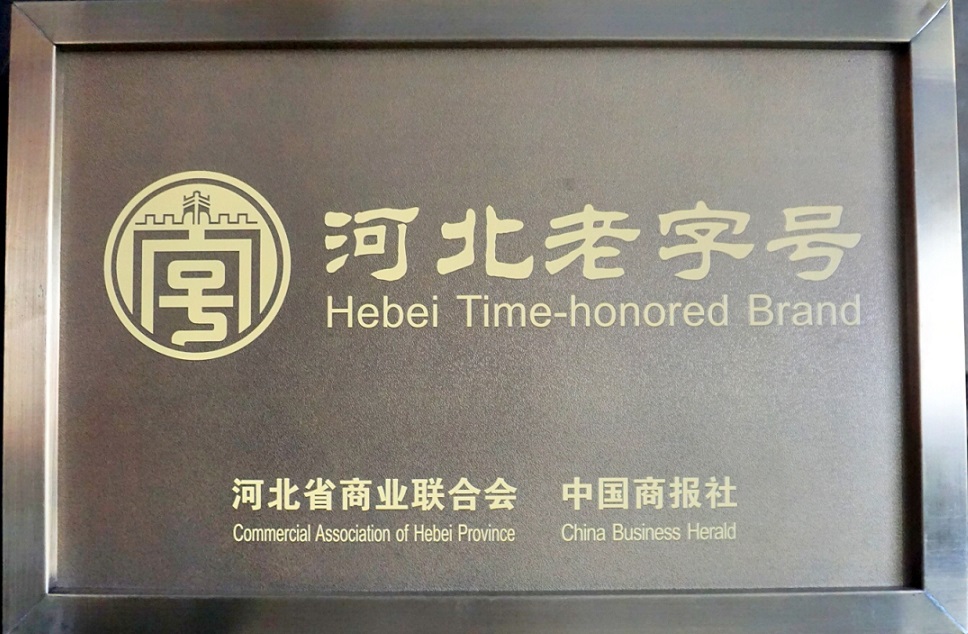 河北老字号
Hebei Time-honored Brand
河北省商业联合会 中国商报社
Commercial Association of Hebei Province China Business Herald